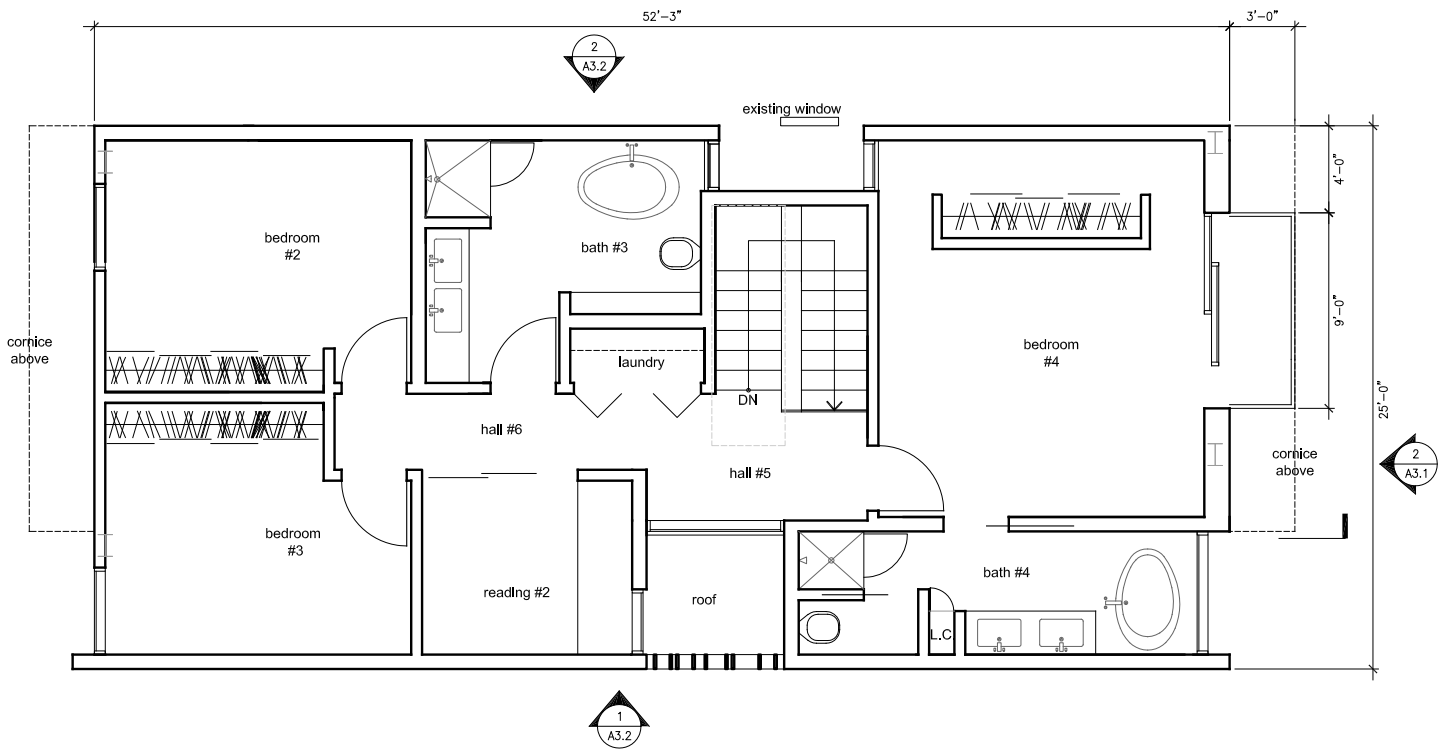 52'-3"
3'-0"
2
A3.2
existing window
4'-0"
bedroom
#2
bath #3
cornice
above
laundry
bedroom
#4
9'-0"
25'-0"
DN
hall #6
hall #5
cornice
above
2
A3.1
bedroom
#3
reading #2
roof
bath #4
L.C.
1
A3.2